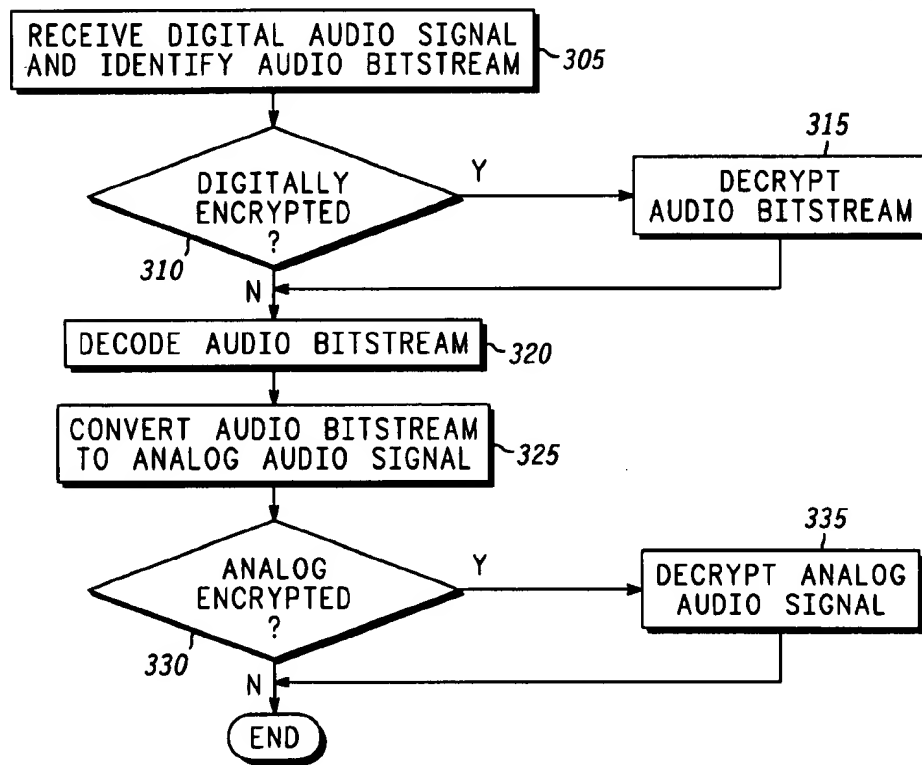 RECEIVE DIGITAL AUDIO SIGNAL
AND IDENTIFY AUDIO BITSTREAM
305
DIGITALLY
ENCRYPTED
?
310
Y
315
DECRYPT
AUDIO BITSTREAM
N
DECODE AUDIO BITSTREAM
320
CONVERT AUDIO BITSTREAM
TO ANALOG AUDIO SIGNAL
325
ANALOG
ENCRYPTED
?
330
Y
335
DECRYPT ANALOG
AUDIO SIGNAL
N
END